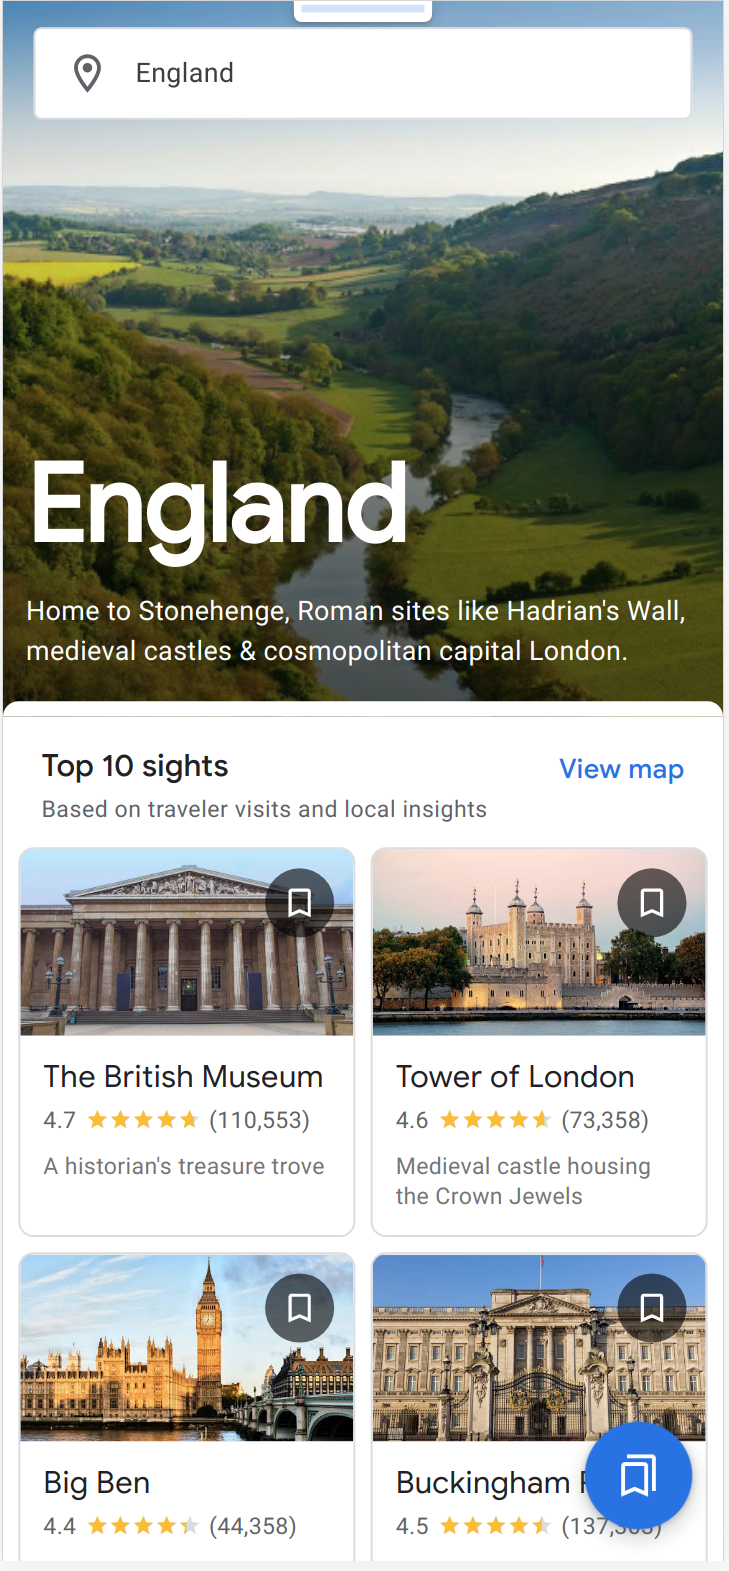 England
England
Home to Stonehenge, Roman sites like Hadrian's Wall,
medieval castles & cosmopolitan capital London.
Top 10 sights
View map
Based on traveler visits and local insights
The British Museum
4.7 (110,553)
A historian's treasure trove
Tower of London
4.6 (73,358)
Medieval castle housing
the Crown Jewels
Big Ben
4.4 (44,358)
Buckingham
4.5